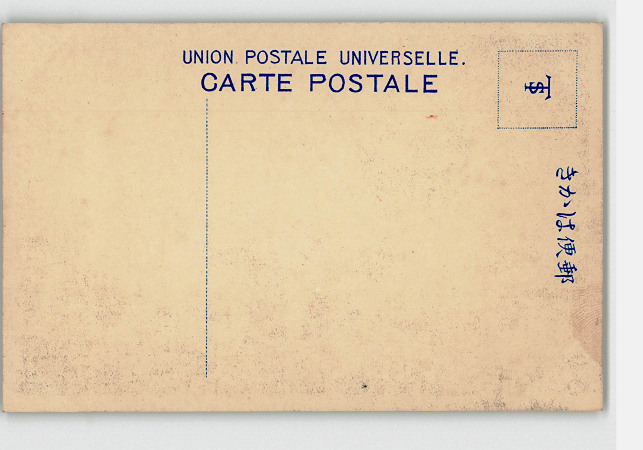 UNION POSTALE UNIVERSELLE.
CARTE POSTALE
郵便はかき